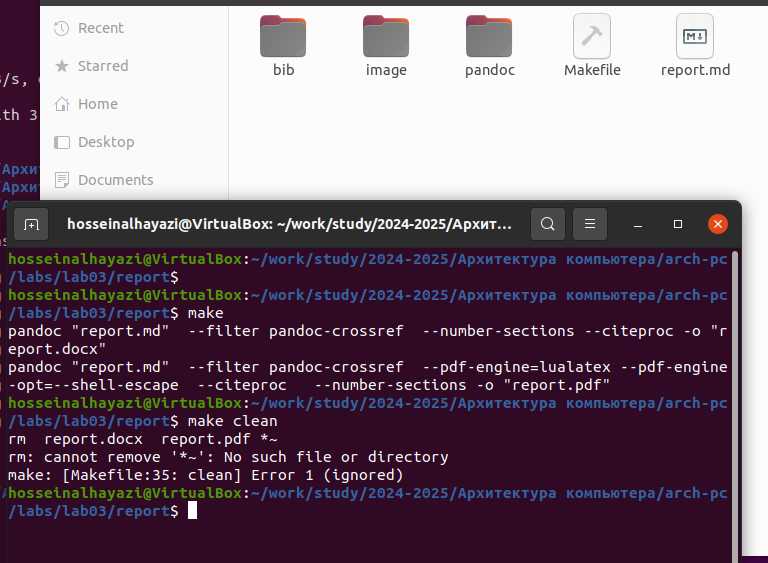 Recent
Starred
Home
Desktop
Documents
bib
image
pandoc
Makefile
report.md
hosseinalhayazi@VirtualBox: ~/work/study/2024-2025/Архит...
hosseinalhayazi@VirtualBox:~/work/study/2024-2025/Архитектура компьютера/arch-pc
/labs/lab03/report$
hosseinalhayazi@VirtualBox:~/work/study/2024-2025/Архитектура компьютера/arch-pc
/labs/lab03/report$ make
pandoc "report.md"  --filter pandoc-crossref  --number-sections --citeproc -o "r
eport.docx"
pandoc "report.md"  --filter pandoc-crossref  --pdf-engine=lualatex --pdf-engine
-opt=--shell-escape  --citeproc   --number-sections -o "report.pdf"
hosseinalhayazi@VirtualBox:~/work/study/2024-2025/Архитектура компьютера/arch-pc
/labs/lab03/report$ make clean
rm  report.docx  report.pdf *~
rm: cannot remove '*~': No such file or directory
make: [Makefile:35: clean] Error 1 (ignored)
hosseinalhayazi@VirtualBox:~/work/study/2024-2025/Архитектура компьютера/arch-pc
/labs/lab03/report$